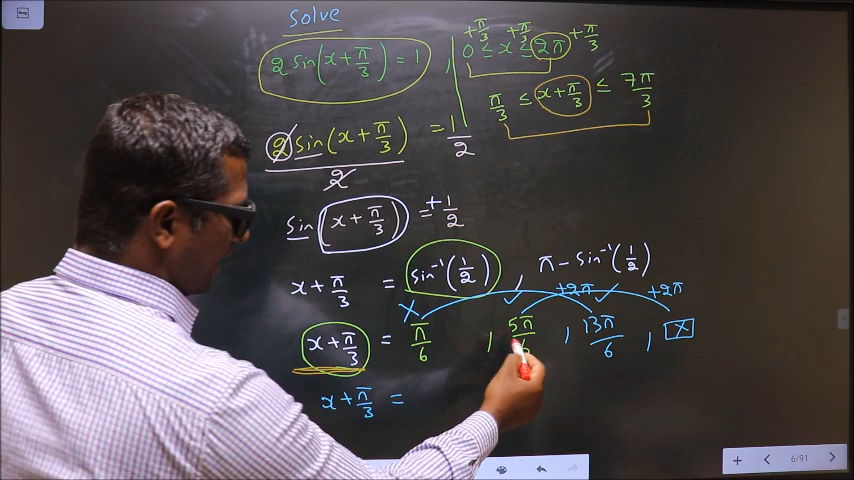 solve
2 sin(x + π/3) = 1 , 0 ≤ x ≤ 2π
+π/3 +π/3 +π/3
π/3 ≤ x + π/3 ≤ 7π/3
2 sin(x + π/3) / 2 = 1/2
sin(x + π/3) = +1/2
x + π/3 = sin⁻¹(1/2) , π − sin⁻¹(1/2)
+2π +2π
x + π/3 = π/6 , 5π/6 , 13π/6 , x
x + π/3 =
6/91